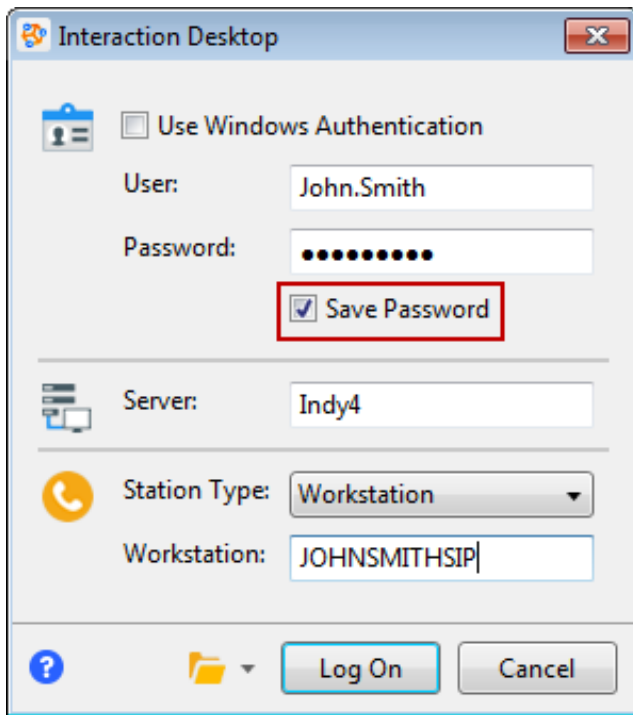 Interaction Desktop
Use Windows Authentication
User: John.Smith
Password: •••••••••
Save Password
Server: Indy4
Station Type: Workstation
Workstation: JOHNSMITHSIP
? Log On Cancel